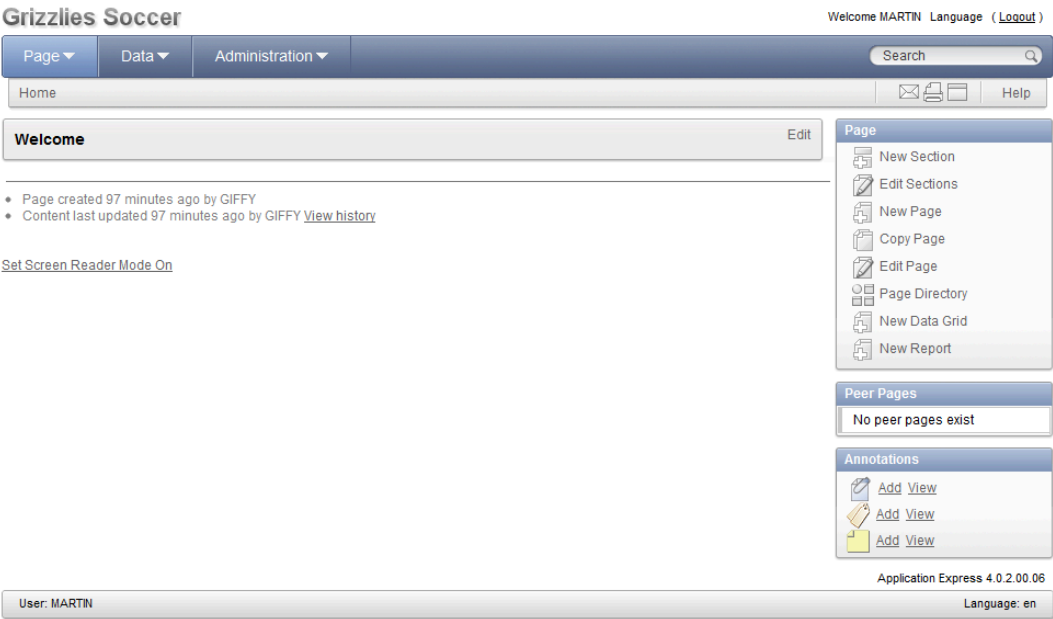 Grizzlies Soccer
Welcome MARTIN Language ( Logout )
Page Data Administration Search
Home Help
Welcome Edit
Page created 97 minutes ago by GIFFY
Content last updated 97 minutes ago by GIFFY View history
Set Screen Reader Mode On
Page
New Section
Edit Sections
New Page
Copy Page
Edit Page
Page Directory
New Data Grid
New Report
Peer Pages
No peer pages exist
Annotations
Add View
Add View
Add View
Application Express 4.0.2.00.06
User: MARTIN Language: en